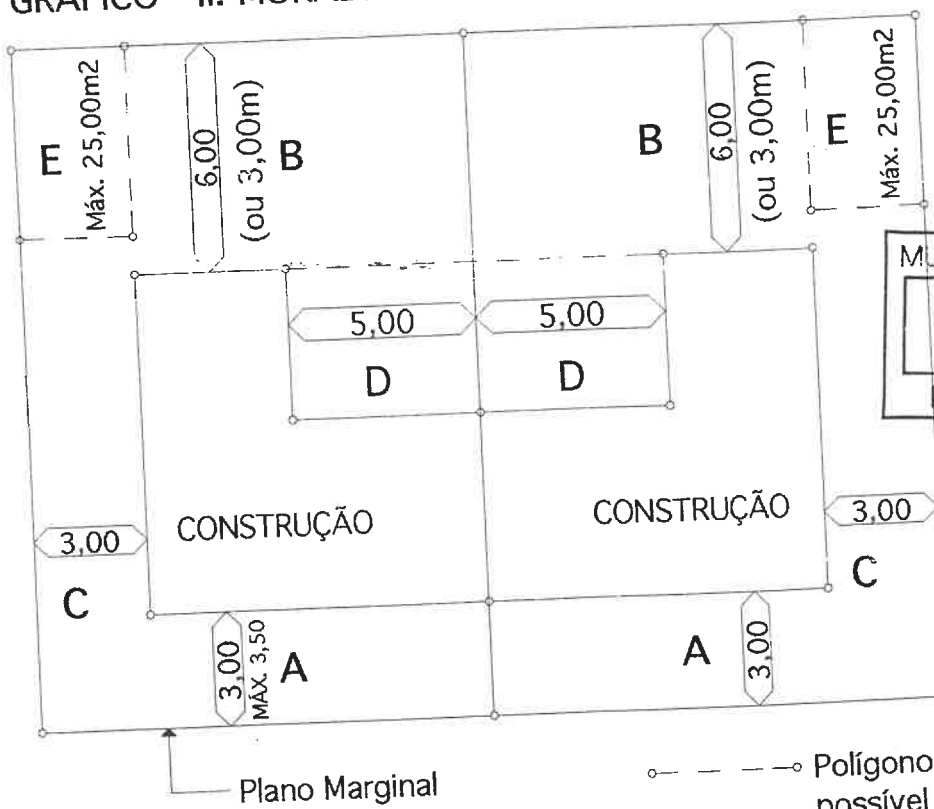 GRÁFICO II.
E
Máx. 25,00m2
6,00
(ou 3,00m)
B
B
6,00
(ou 3,00m)
E
Máx. 25,00m2
5,00
5,00
D
D
CONSTRUÇÃO
CONSTRUÇÃO
3,00
3,00
C
C
3,00
MÁX. 3,50
A
A
3,00
Plano Marginal
Polígono
possível